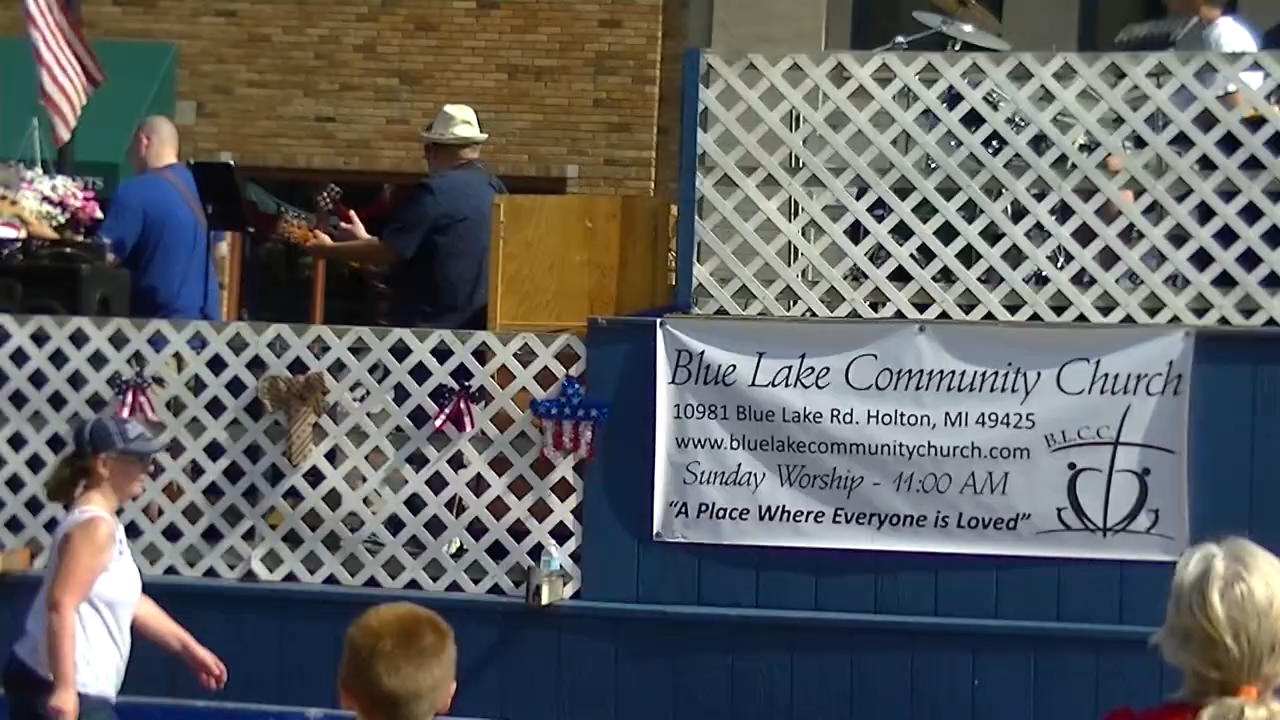 Blue Lake Community Church
10981 Blue Lake Rd. Holton, MI 49425
www.bluelakecommunitychurch.com
Sunday Worship - 11:00 AM
"A Place Where Everyone is Loved"
B.L.C.C.